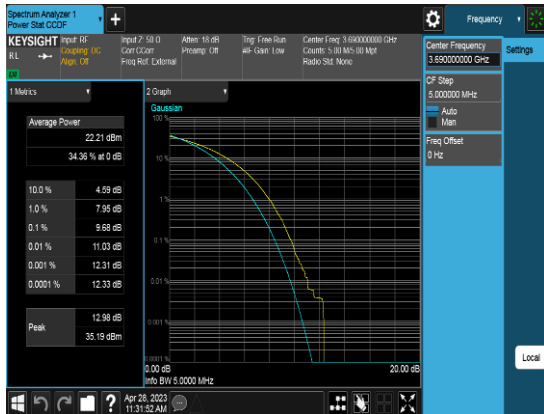 Spectrum Analyzer 1
Power Stat CCDF
+
Frequency
KEYSIGHT Input: RF
RL
Coupling: DC
Align: Off
Input Z: 50 Ω
Corr CCorr
Freq Ref: External
Atten: 18 dB
Preamp: Off
Trig: Free Run
#IF Gain: Low
Center Freq: 3.690000000 GHz
Counts: 5.00 M/5.00 Mpt
Radio Std: None
Center Frequency
3.690000000 GHz
Settings
CF Step
5.000000 MHz
Auto
Man
Freq Offset
0 Hz
1 Metrics
2 Graph
Gaussian
Average Power
22.21 dBm
34.36 % at 0 dB
10.0 % 4.59 dB
1.0 % 7.95 dB
0.1 % 9.68 dB
0.01 % 11.03 dB
0.001 % 12.31 dB
0.0001 % 12.33 dB
Peak
12.98 dB
35.19 dBm
100 %
10 %
1 %
0.1 %
0.01 %
0.001 %
0.0001 %
0.00 dB
20.00 dB
Info BW 5.0000 MHz
Local
?
Apr 28, 2023
11:31:52 AM